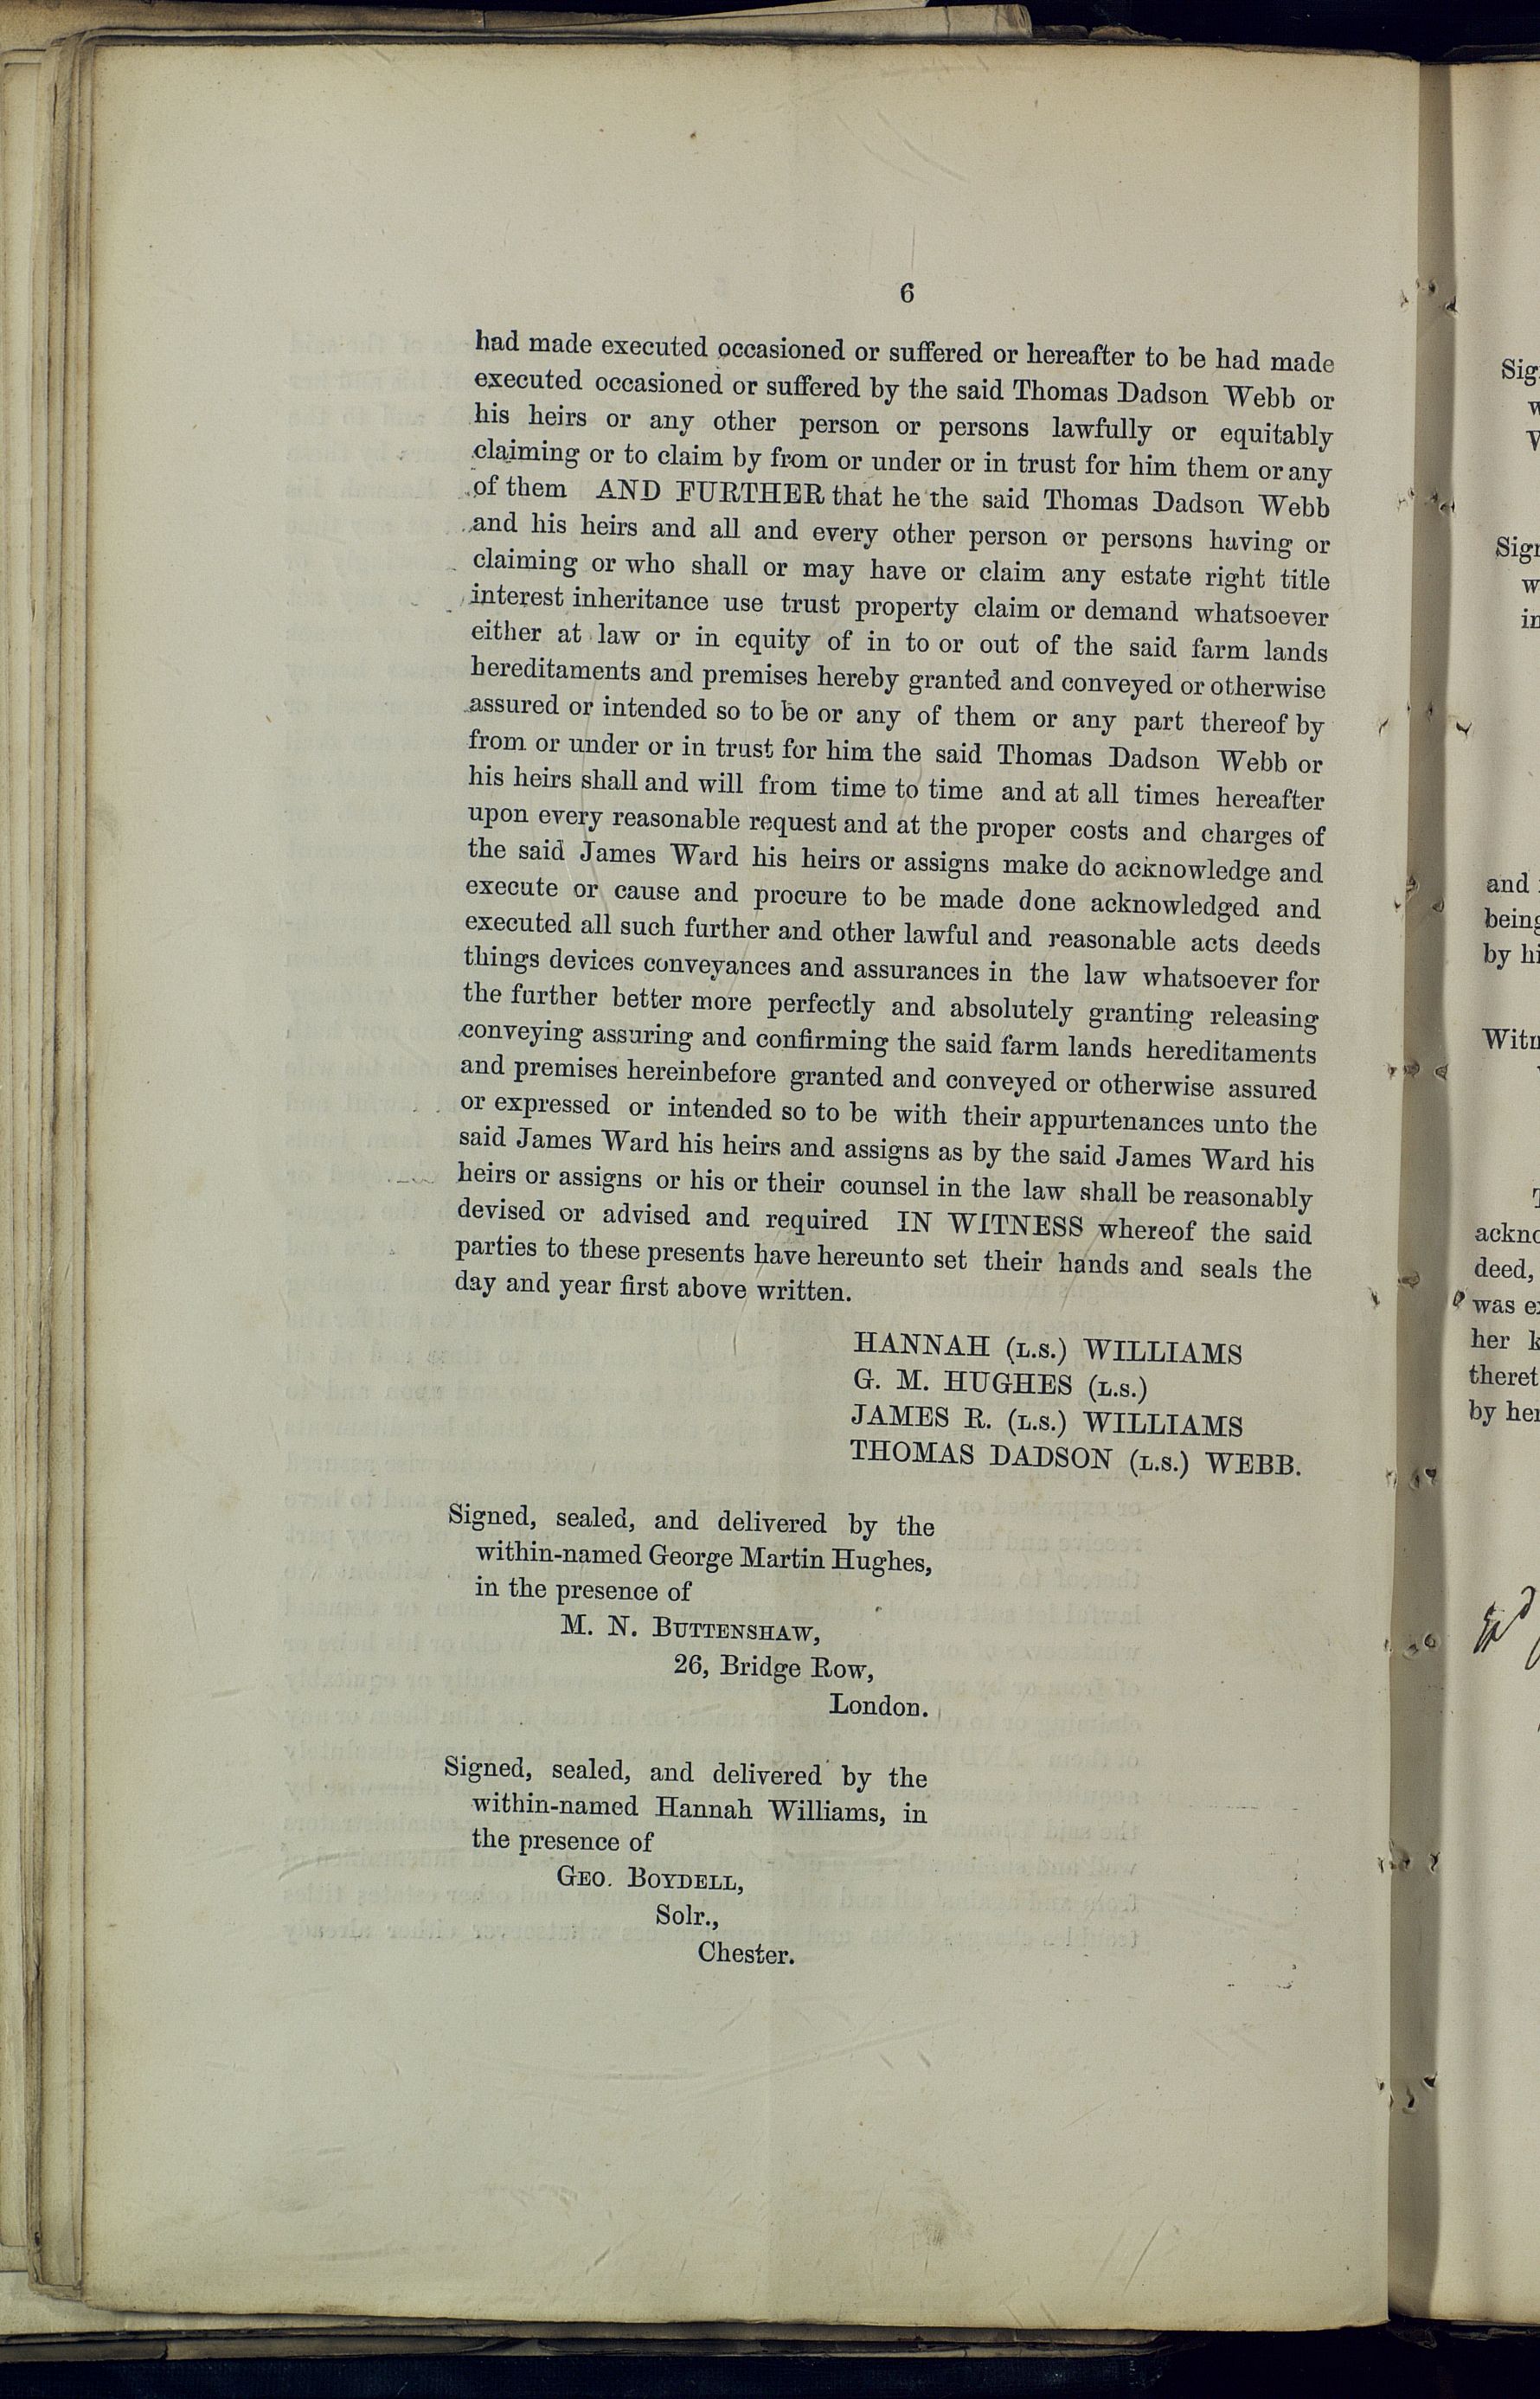 6
had made executed occasioned or suffered or hereafter to be had made
executed occasioned or suffered by the said Thomas Dadson Webb or
his heirs or any other person or persons lawfully or equitably
claiming or to claim by from or under or in trust for him them or any
of them AND FURTHER that he the said Thomas Dadson Webb
and his heirs and all and every other person or persons having or
claiming or who shall or may have or claim any estate right title
interest inheritance use trust property claim or demand whatsoever
either at law or in equity of in to or out of the said farm lands
hereditaments and premises hereby granted and conveyed or otherwise
assured or intended so to be or any of them or any part thereof by
from or under or in trust for him the said Thomas Dadson Webb or
his heirs shall and will from time to time and at all times hereafter
upon every reasonable request and at the proper costs and charges of
the said James Ward his heirs or assigns make do acknowledge and
execute or cause and procure to be made done acknowledged and
executed all such further and other lawful and reasonable acts deeds
things devices conveyances and assurances in the law whatsoever for
the further better more perfectly and absolutely granting releasing
conveying assuring and confirming the said farm lands hereditaments
and premises hereinbefore granted and conveyed or otherwise assured
or expressed or intended so to be with their appurtenances unto the
said James Ward his heirs and assigns as by the said James Ward his
heirs or assigns or his or their counsel in the law shall be reasonably
devised or advised and required IN WITNESS whereof the said
parties to these presents have hereunto set their hands and seals the
day and year first above written.
HANNAH (L.S.) WILLIAMS
G. M. HUGHES (L.S.)
JAMES R. (L.S.) WILLIAMS
THOMAS DADSON (L.S.) WEBB.
Signed, sealed, and delivered by the
within-named George Martin Hughes,
in the presence of
M. N. BUTTENSHAW,
26, Bridge Row,
London.
Signed, sealed, and delivered by the
within-named Hannah Williams, in
the presence of
GEO. BOYDELL,
Solr.,
Chester.
and
being
by
deed,
was
her
by